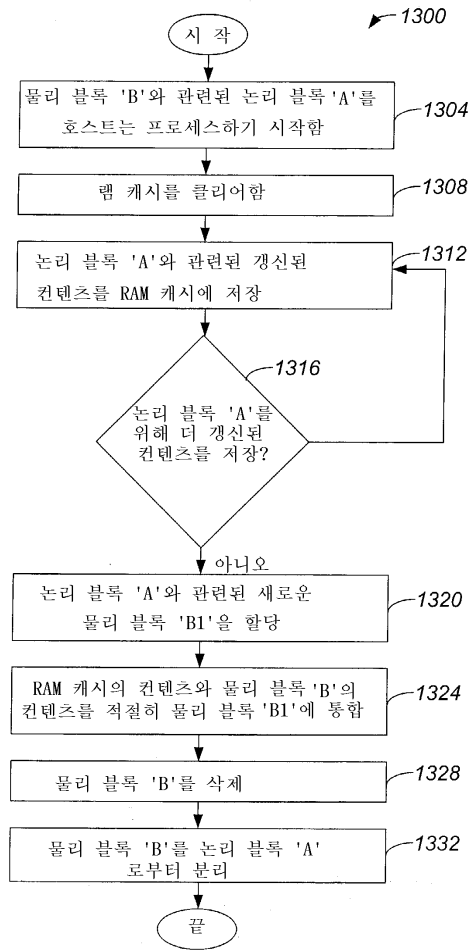 1300
시 작
물리 블록 'B'와 관련된 논리 블록 'A'를
호스트는 프로세스하기 시작함
1304
램 캐시를 클리어함
1308
논리 블록 'A'와 관련된 갱신된
컨텐츠를 RAM 캐시에 저장
1312
1316
논리 블록 'A'를
위해 더 갱신된
컨텐츠를 저장?
아니오
논리 블록 'A'와 관련된 새로운
물리 블록 'B1'을 할당
1320
RAM 캐시의 컨텐츠와 물리 블록 'B'의
컨텐츠를 적절히 물리 블록 'B1'에 통합
1324
물리 블록 'B'를 삭제
1328
물리 블록 'B'를 논리 블록 'A'
로부터 분리
1332
끝